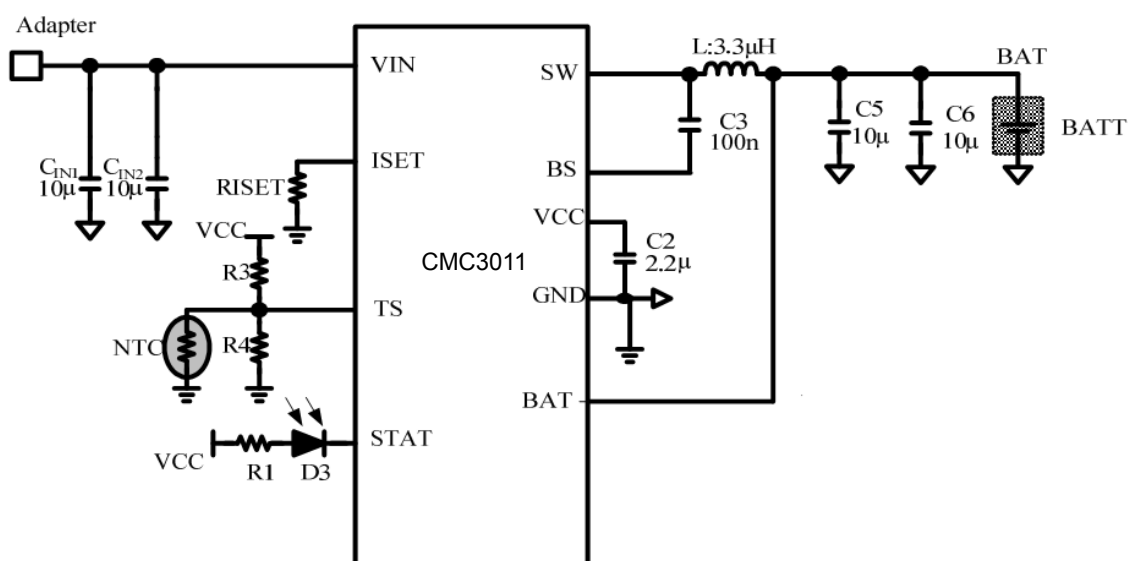 Adapter
VIN
CIN1
10μ
CIN2
10μ
ISET
RISET
VCC
R3
TS
NTC
R4
STAT
VCC
R1
D3
CMC3011
SW
L:3.3μH
C3
100n
BS
VCC
C2
2.2μ
GND
BAT
C5
10μ
C6
10μ
BAT
BATT